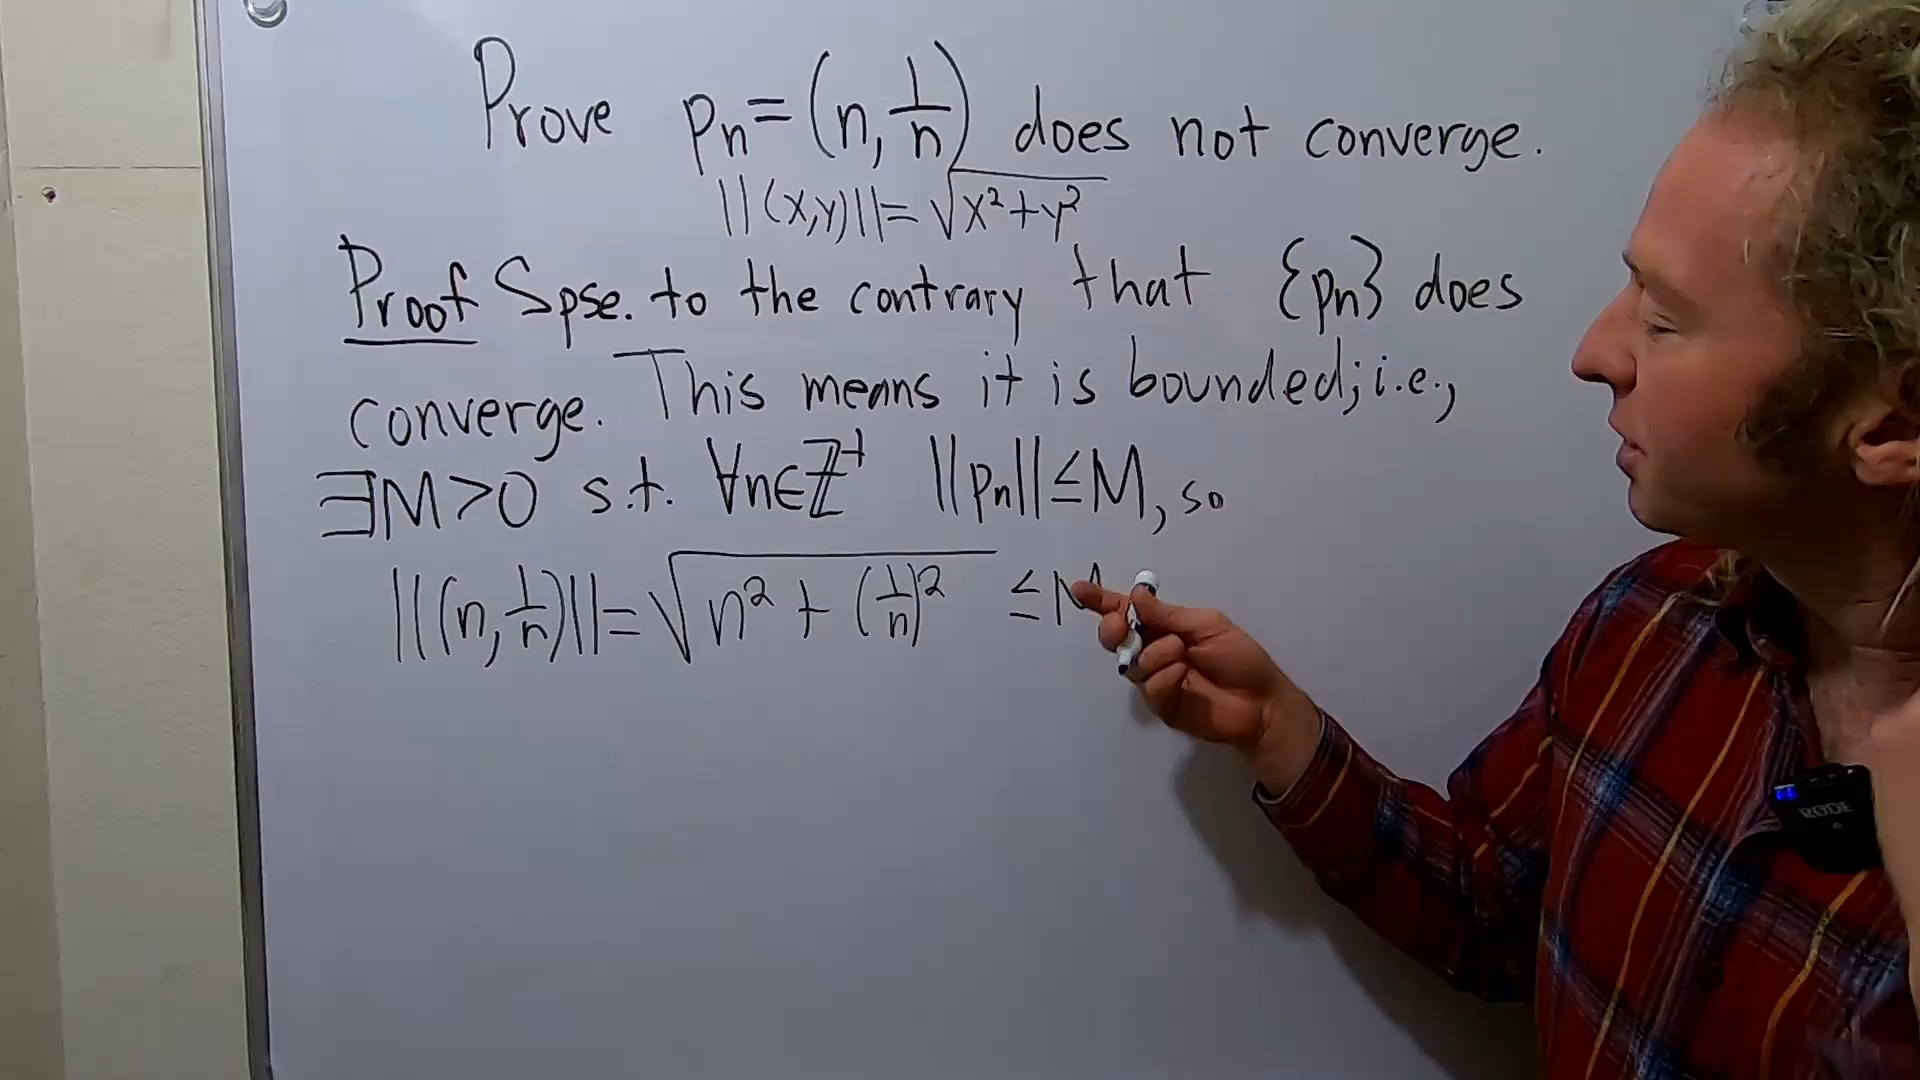 Prove pₙ = (n, 1/n) does not converge.
||(x,y)|| = √(x²+y²)
Proof Spse. to the contrary that {pₙ} does
converge. This means it is bounded; i.e.,
∃M>0 s.t. ∀n∈ℤ⁺ ||pₙ|| ≤ M, so
||(n, 1/n)|| = √(n² + (1/n)²) ≤ M
RODE